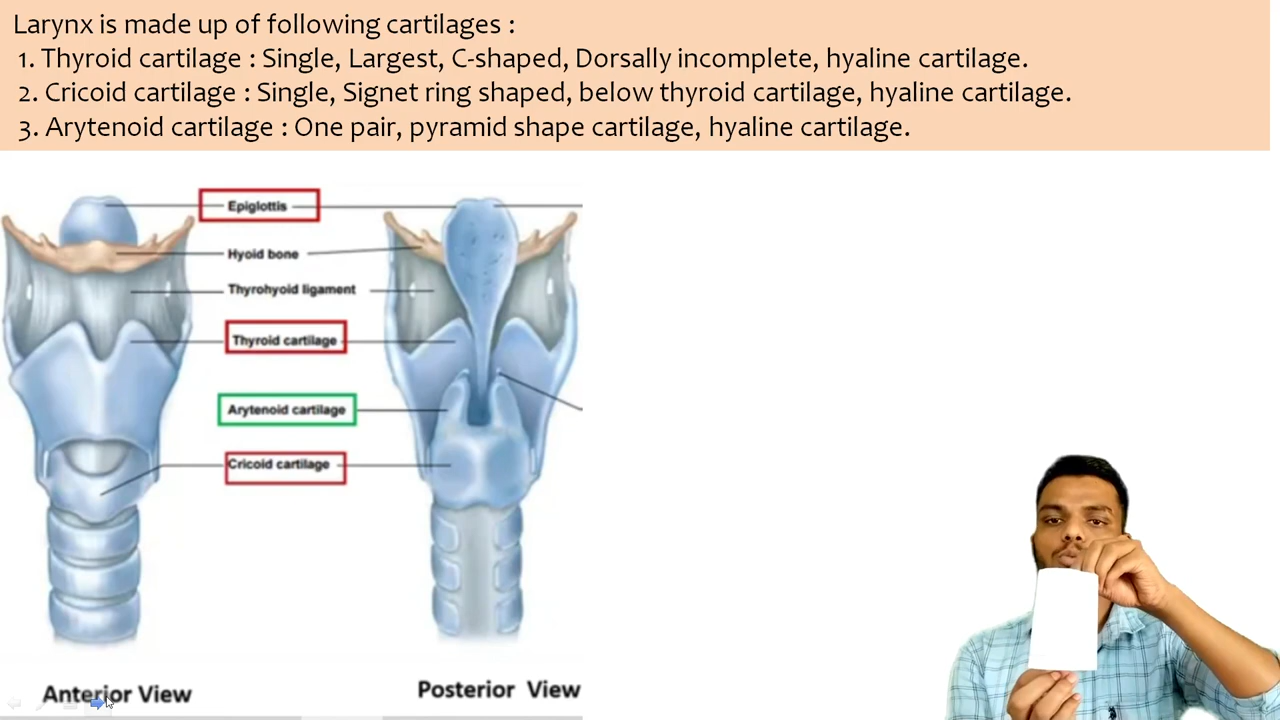 Larynx is made up of following cartilages :
1. Thyroid cartilage : Single, Largest, C-shaped, Dorsally incomplete, hyaline cartilage.
2. Cricoid cartilage : Single, Signet ring shaped, below thyroid cartilage, hyaline cartilage.
3. Arytenoid cartilage : One pair, pyramid shape cartilage, hyaline cartilage.
Epiglottis
Hyoid bone
Thyrohyoid ligament
Thyroid cartilage
Arytenoid cartilage
Cricoid cartilage
Anterior View
Posterior View